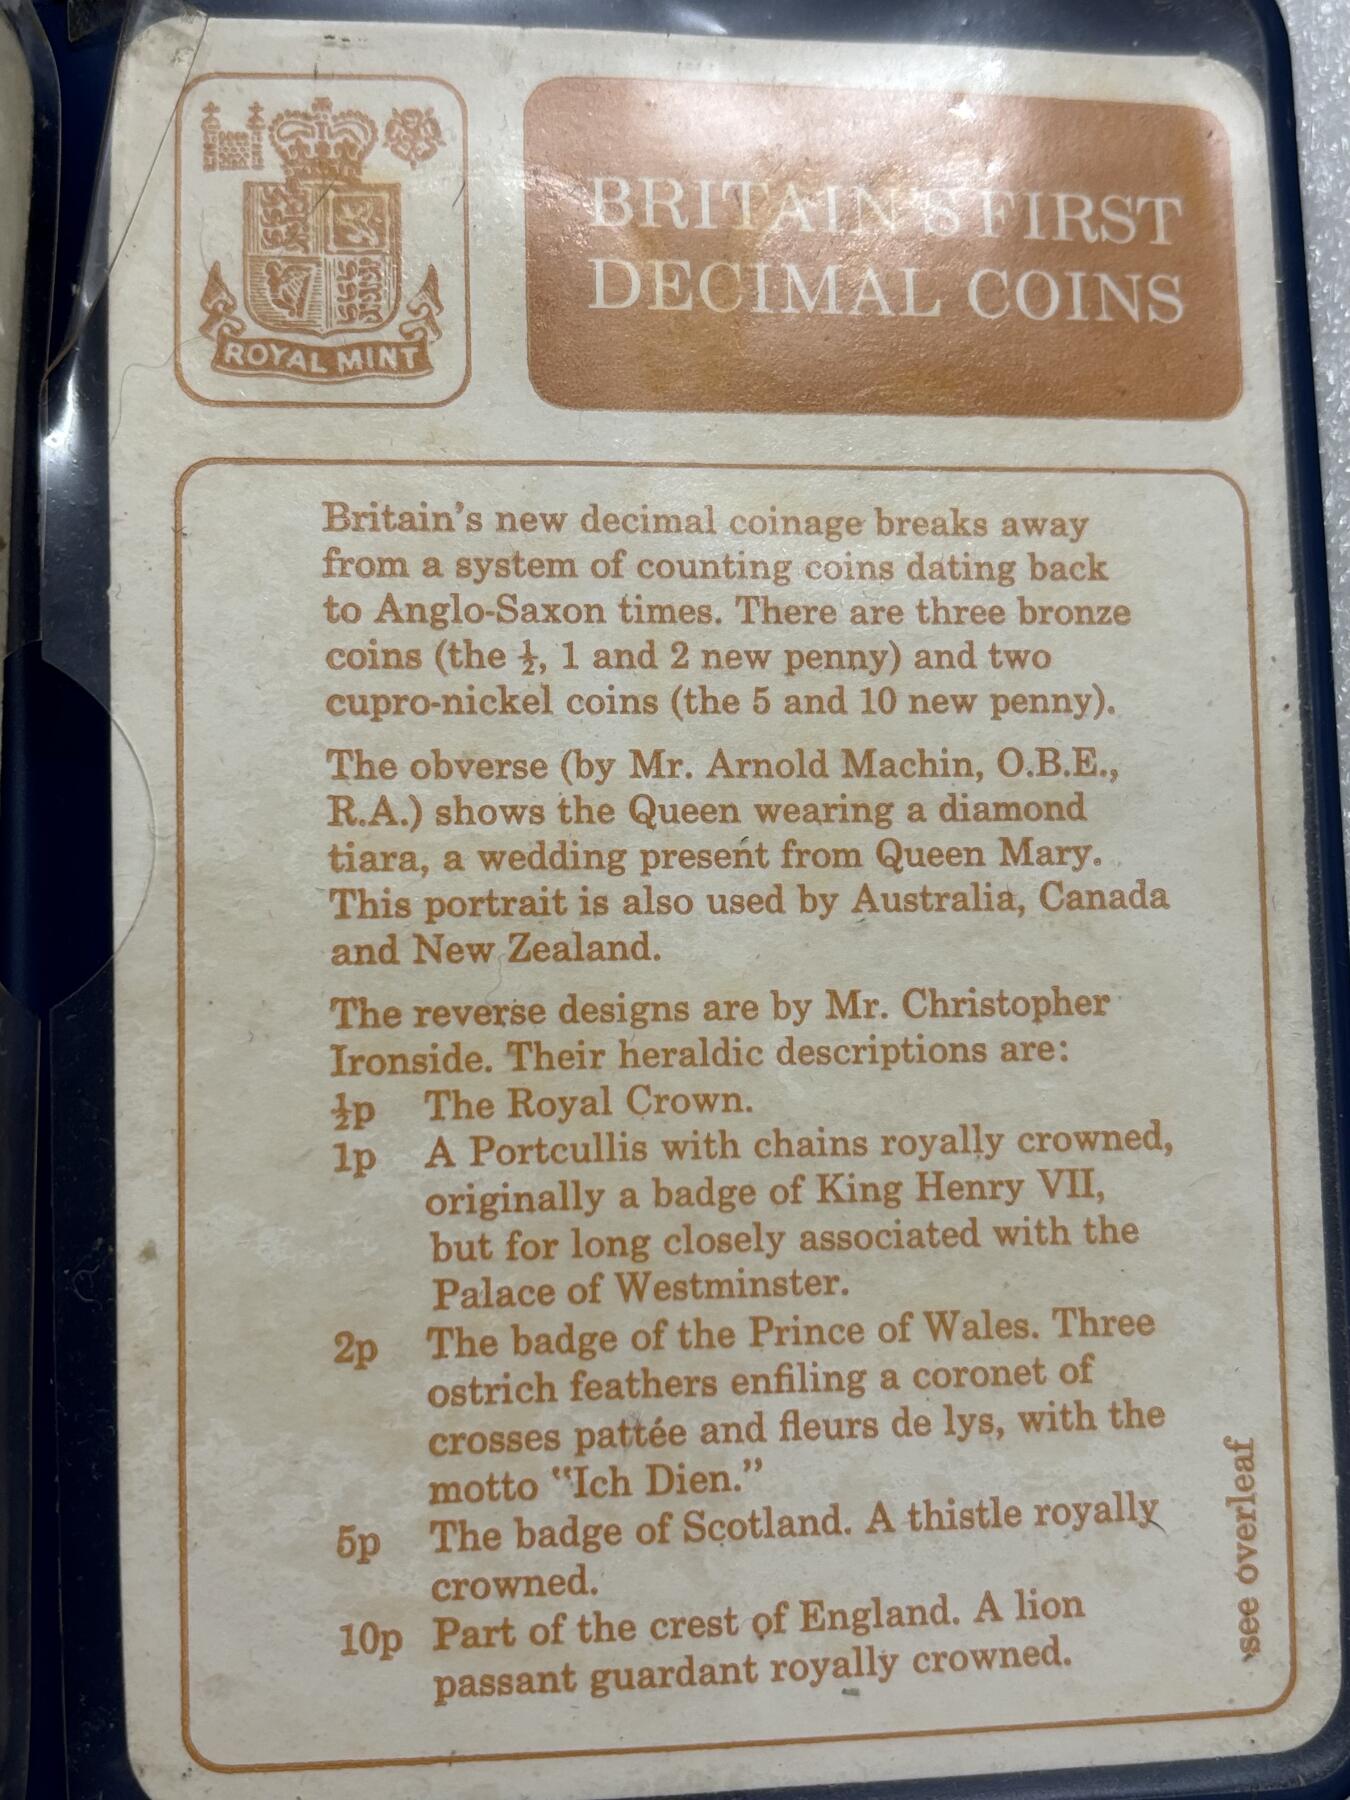 ROYAL MINT
BRITAIN'S FIRST
DECIMAL COINS
Britain's new decimal coinage breaks away
from a system of counting coins dating back
to Anglo-Saxon times. There are three bronze
coins (the ½, 1 and 2 new penny) and two
cupro-nickel coins (the 5 and 10 new penny).
The obverse (by Mr. Arnold Machin, O.B.E.,
R.A.) shows the Queen wearing a diamond
tiara, a wedding present from Queen Mary.
This portrait is also used by Australia, Canada
and New Zealand.
The reverse designs are by Mr. Christopher
Ironside. Their heraldic descriptions are:
½p The Royal Crown.
1p A Portcullis with chains royally crowned,
originally a badge of King Henry VII,
but for long closely associated with the
Palace of Westminster.
2p The badge of the Prince of Wales. Three
ostrich feathers enfiling a coronet of
crosses pattée and fleurs de lys, with the
motto "Ich Dien."
5p The badge of Scotland. A thistle royally
crowned.
10p Part of the crest of England. A lion
passant guardant royally crowned.
see overleaf